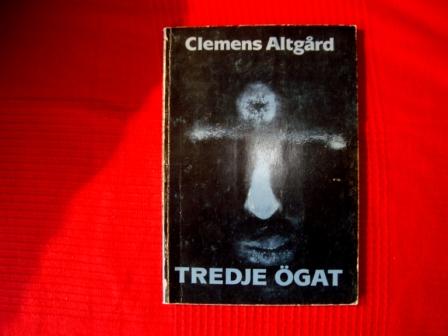 Clemens Altgård
TREDJE ÖGAT